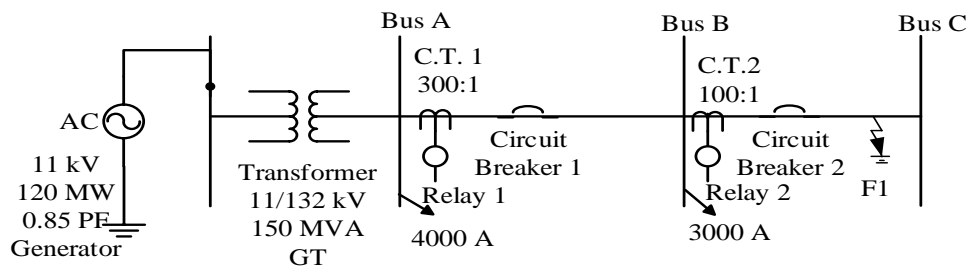 Bus A
Bus B
Bus C
C.T. 1
300:1
C.T.2
100:1
AC
11 kV
120 MW
0.85 PF
Generator
Transformer
11/132 kV
150 MVA
GT
Circuit
Breaker 1
Relay 1
4000 A
Circuit
Breaker 2
Relay 2
3000 A
F1